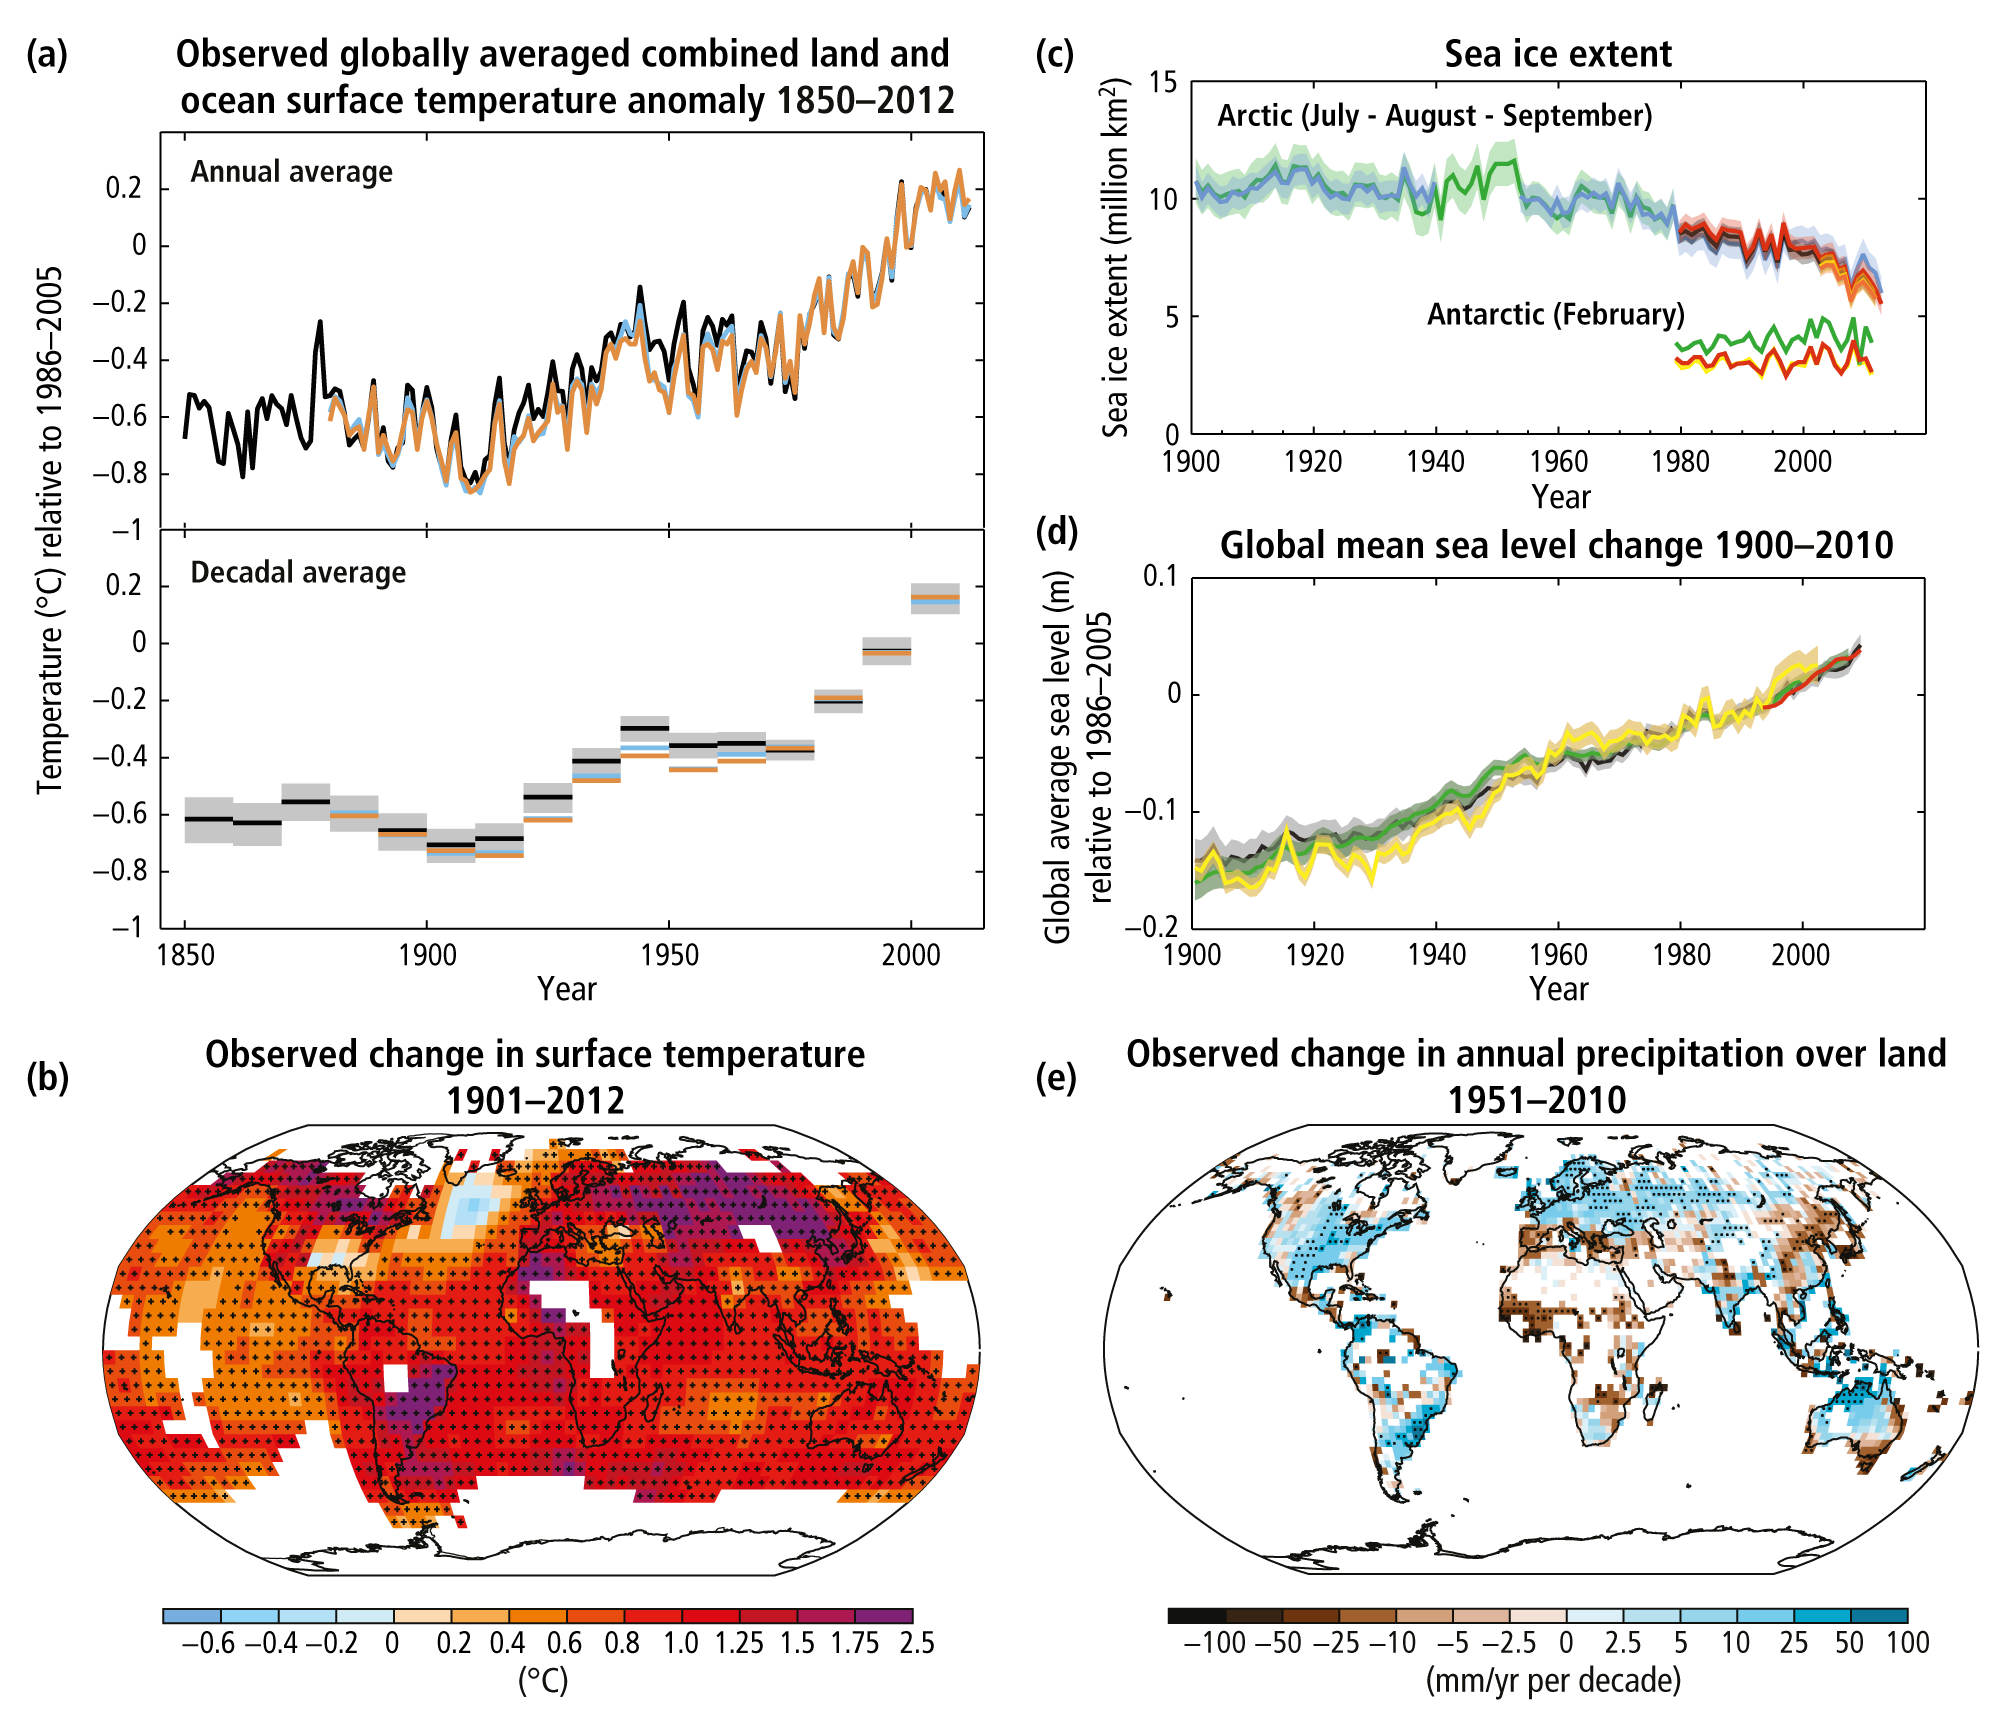 (a)
Observed globally averaged combined land and
ocean surface temperature anomaly 1850–2012
Temperature (°C) relative to 1986–2005
Annual average
0.2
0
−0.2
−0.4
−0.6
−0.8
−1
Decadal average
0.2
0
−0.2
−0.4
−0.6
−0.8
−1
1850 1900 1950 2000
Year
(b)
Observed change in surface temperature
1901–2012
−0.6 −0.4 −0.2 0 0.2 0.4 0.6 0.8 1.0 1.25 1.5 1.75 2.5
(°C)
(c)
Sea ice extent
Sea ice extent (million km²)
15
10
5
0
Arctic (July - August - September)
Antarctic (February)
1900 1920 1940 1960 1980 2000
Year
(d)
Global mean sea level change 1900–2010
Global average sea level (m)
relative to 1986–2005
0.1
0
−0.1
−0.2
1900 1920 1940 1960 1980 2000
Year
(e)
Observed change in annual precipitation over land
1951–2010
−100 −50 −25 −10 −5 −2.5 0 2.5 5 10 25 50 100
(mm/yr per decade)